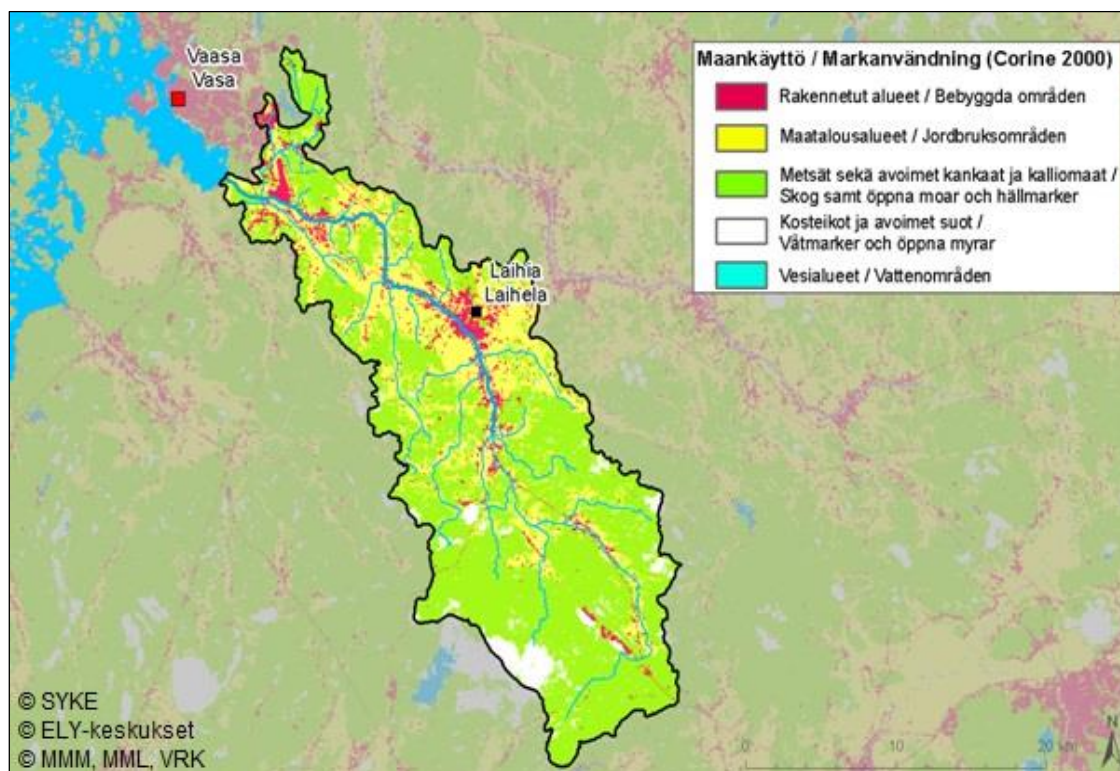 Vaasa
Vasa
Maankäyttö / Markanvändning (Corine 2000)
Rakennetut alueet / Bebyggda områden
Maatalousalueet / Jordbruksområden
Metsät sekä avoimet kankaat ja kalliomaat /
Skog samt öppna moar och hällmarker
Kosteikot ja avoimet suot /
Våtmarker och öppna myrar
Vesialueet / Vattenområden
Laihia
Laihela
© SYKE
© ELY-keskukset
© MMM, MML, VRK
0 10 20 km
N